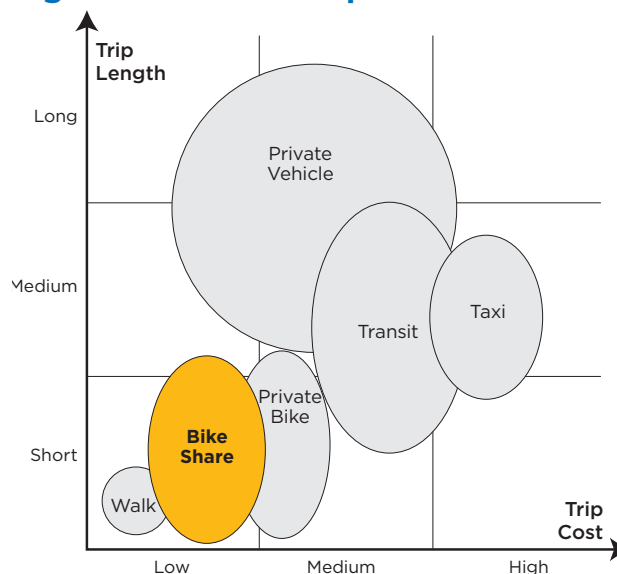 Trip
Length
Long
Private
Vehicle
Medium
Taxi
Transit
Private
Bike
Bike
Share
Short
Walk
Trip
Cost
Low
Medium
High